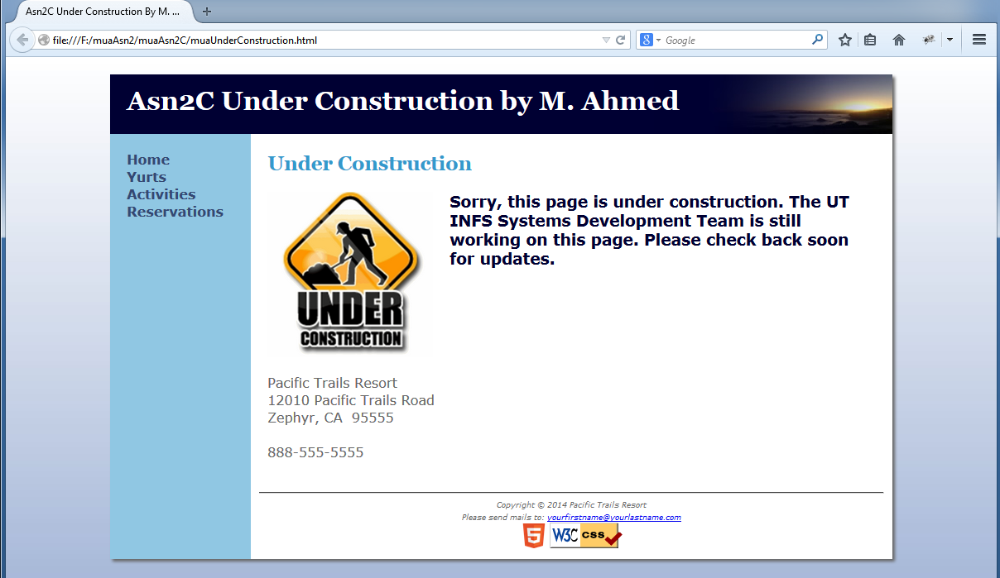 Asn2C Under Construction By M. ...
file:///F:/muaAsn2/muaAsn2C/muaUnderConstruction.html
8 Google
Asn2C Under Construction by M. Ahmed
Home
Yurts
Activities
Reservations
Under Construction
UNDER
CONSTRUCTION
Sorry, this page is under construction. The UT
INFS Systems Development Team is still
working on this page. Please check back soon
for updates.
Pacific Trails Resort
12010 Pacific Trails Road
Zephyr, CA  95555
888-555-5555
Copyright © 2014 Pacific Trails Resort
Please send mails to: yourfirstname@yourlastname.com
5 W3C css